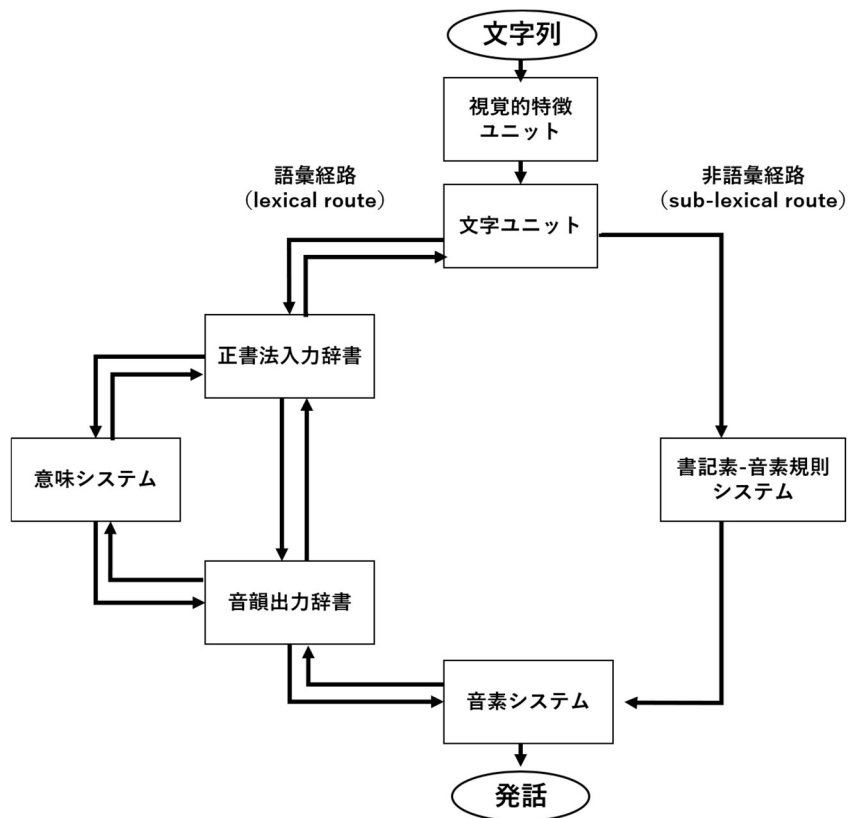 文字列
視覚的特徴
ユニット
語彙経路
（lexical route）
非語彙経路
（sub-lexical route）
文字ユニット
正書法入力辞書
意味システム
書記素-音素規則
システム
音韻出力辞書
音素システム
発話